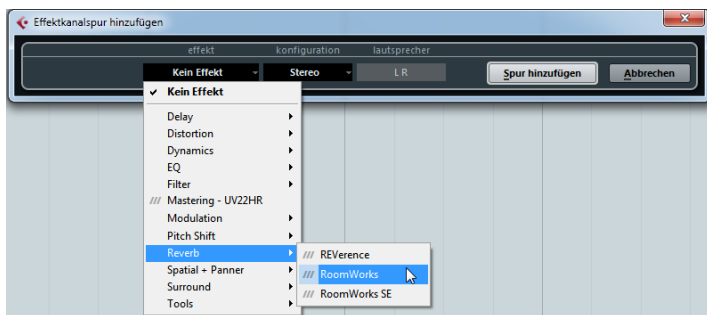 Effektkanalspur hinzufügen
effekt konfiguration lautsprecher
Kein Effekt Stereo L R Spur hinzufügen Abbrechen
✓ Kein Effekt
Delay
Distortion
Dynamics
EQ
Filter
/// Mastering - UV22HR
Modulation
Pitch Shift
Reverb /// REVerence
Spatial + Panner /// RoomWorks
Surround /// RoomWorks SE
Tools